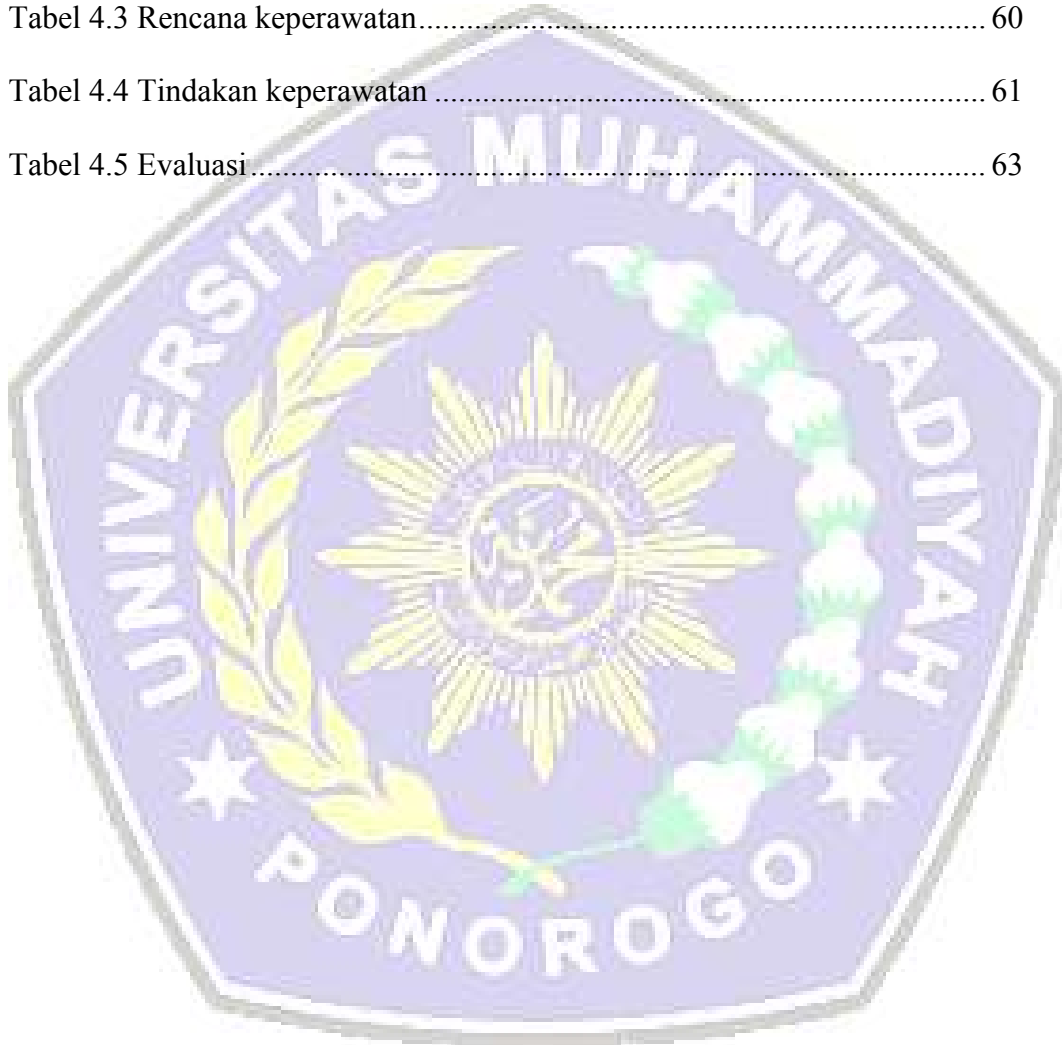 Tabel 4.3 Rencana keperawatan........................................................................ 60
Tabel 4.4 Tindakan keperawatan ...................................................................... 61
Tabel 4.5 Evaluasi ............................................................................................. 63
UNIVERSITAS MUHAMMADIYAH
PONOROGO